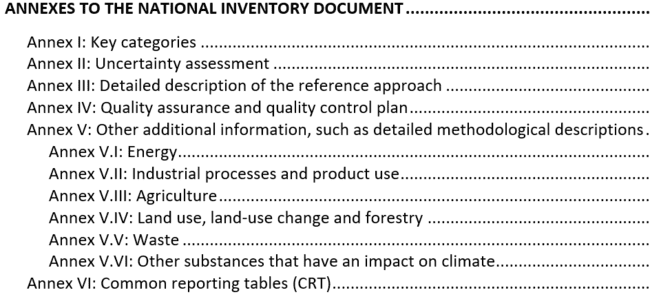 ANNEXES TO THE NATIONAL INVENTORY DOCUMENT
Annex I: Key categories
Annex II: Uncertainty assessment
Annex III: Detailed description of the reference approach
Annex IV: Quality assurance and quality control plan
Annex V: Other additional information, such as detailed methodological descriptions
Annex V.I: Energy
Annex V.II: Industrial processes and product use
Annex V.III: Agriculture
Annex V.IV: Land use, land-use change and forestry
Annex V.V: Waste
Annex V.VI: Other substances that have an impact on climate
Annex VI: Common reporting tables (CRT)